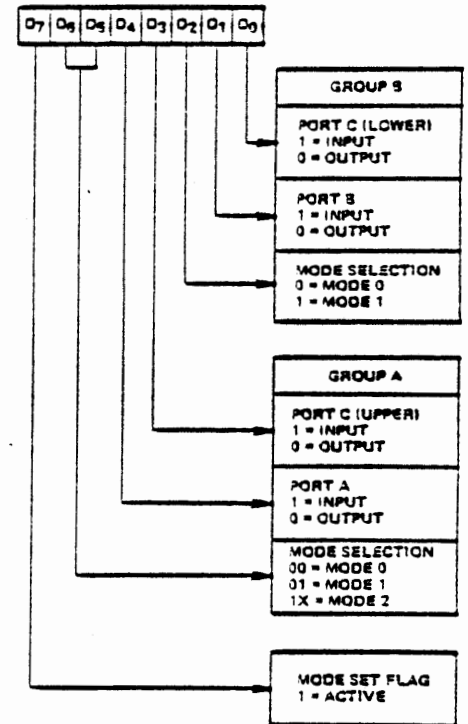 D7 D6 D5 D4 D3 D2 D1 D0
GROUP B
PORT C (LOWER)
1 = INPUT
0 = OUTPUT
PORT B
1 = INPUT
0 = OUTPUT
MODE SELECTION
0 = MODE 0
1 = MODE 1
GROUP A
PORT C (UPPER)
1 = INPUT
0 = OUTPUT
PORT A
1 = INPUT
0 = OUTPUT
MODE SELECTION
00 = MODE 0
01 = MODE 1
1X = MODE 2
MODE SET FLAG
1 = ACTIVE